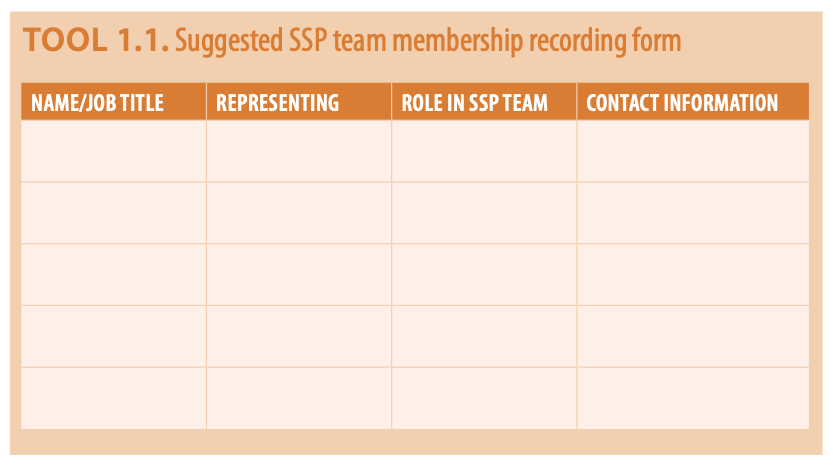 TOOL 1.1. Suggested SSP team membership recording form
NAME/JOB TITLE REPRESENTING ROLE IN SSP TEAM CONTACT INFORMATION